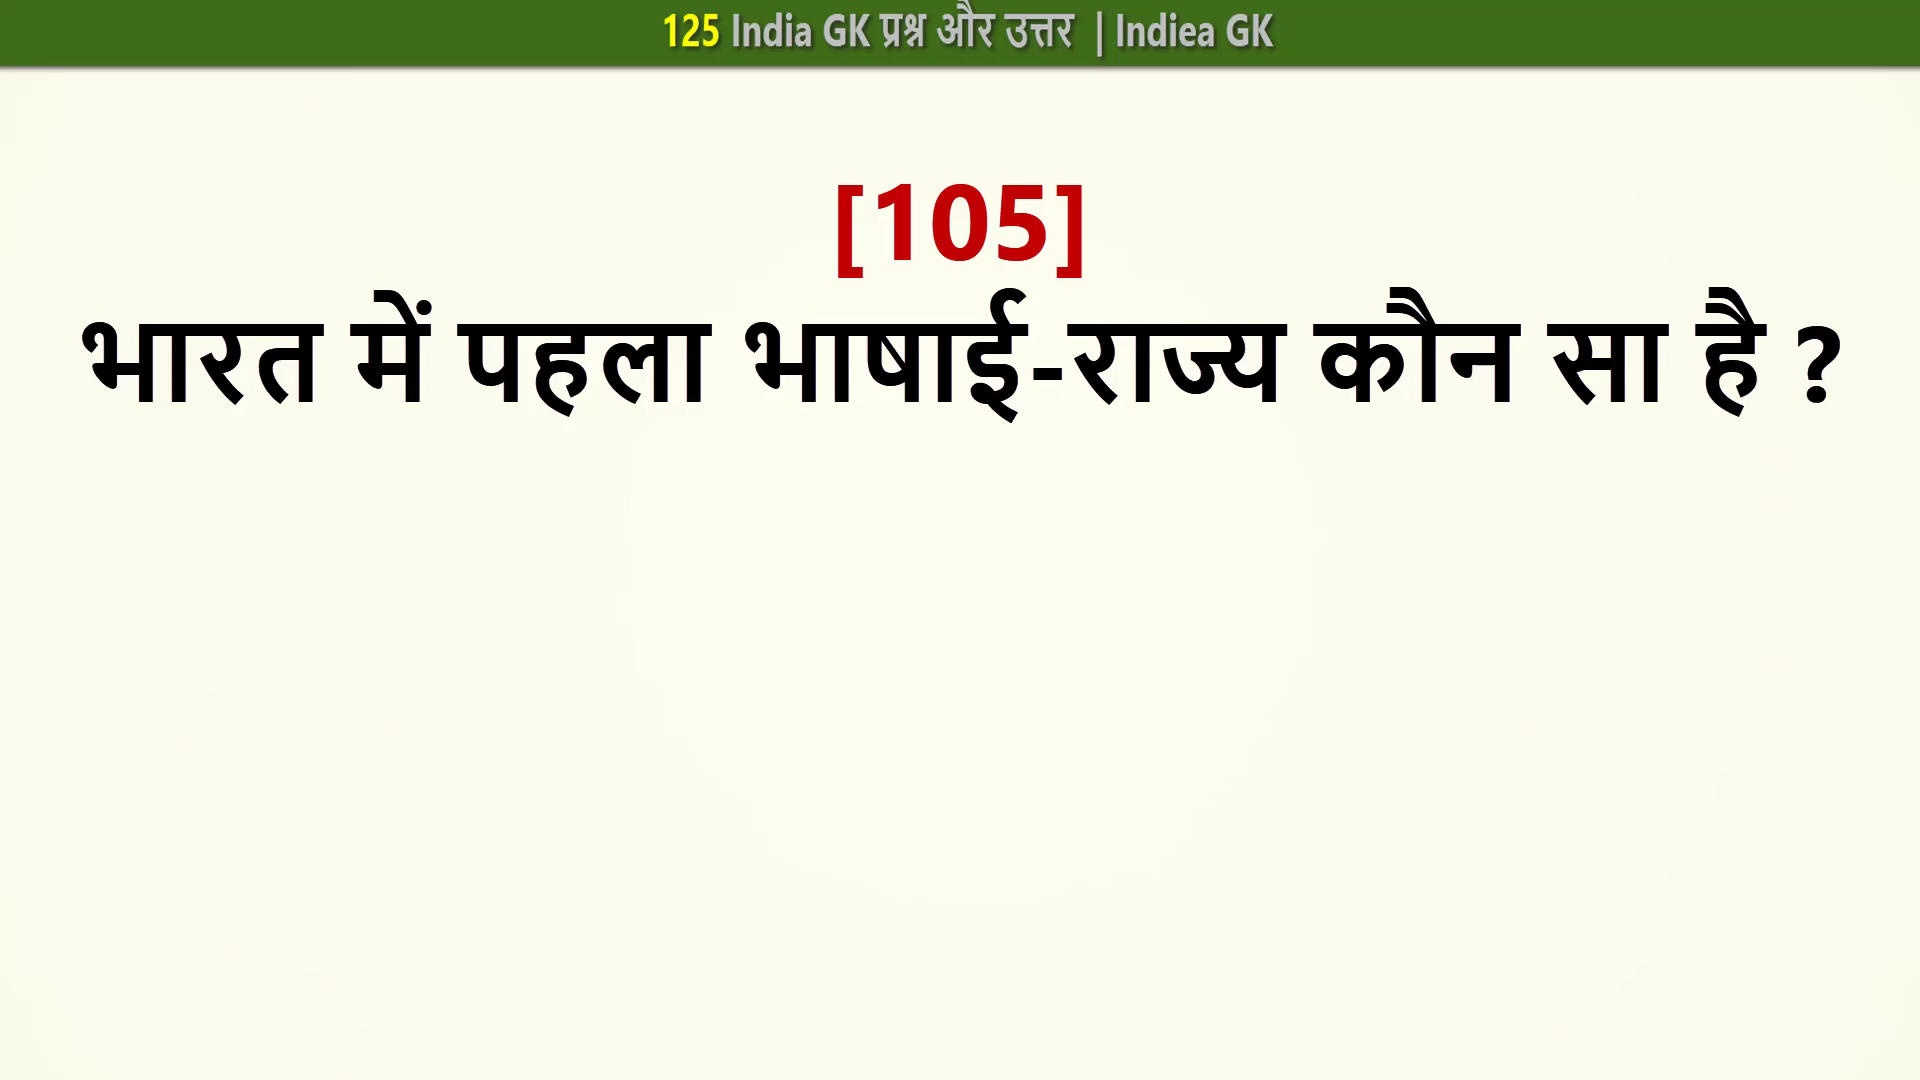 125 India GK प्रश्न और उत्तर | Indiea GK
[105]
भारत में पहला भाषाई-राज्य कौन सा है ?